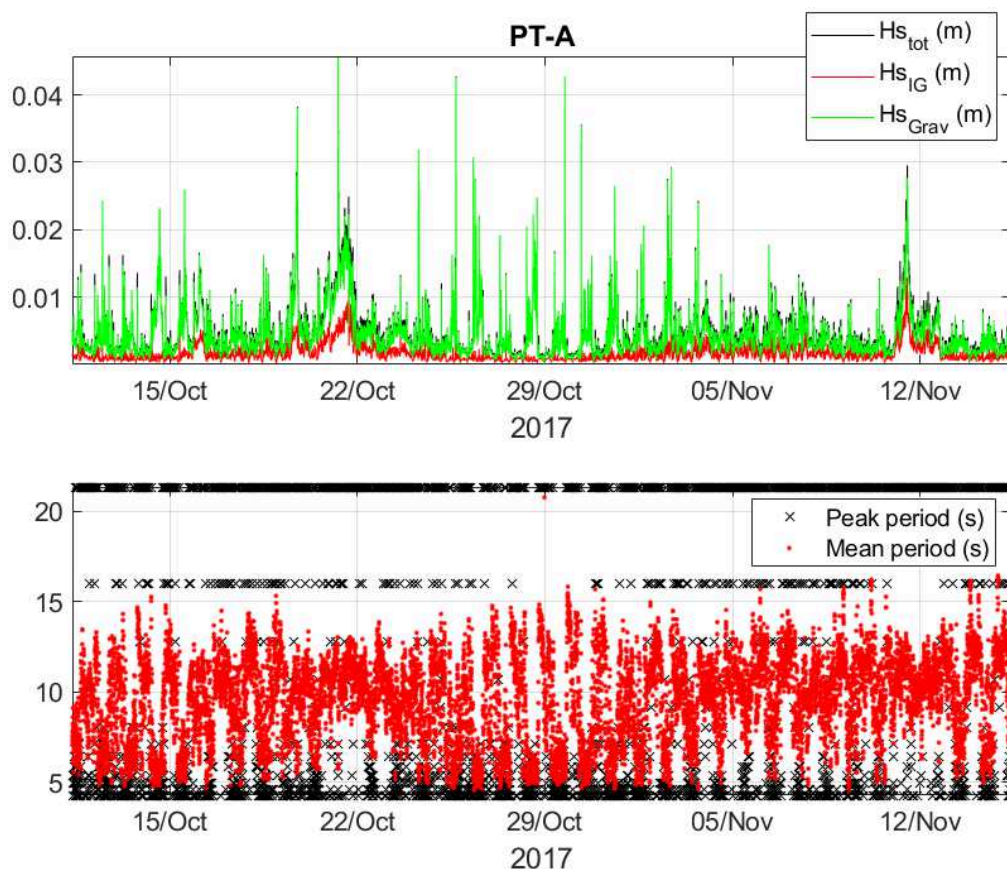 PT-A
Hs_tot (m)
Hs_IG (m)
Hs_Grav (m)
0.04
0.03
0.02
0.01
15/Oct 22/Oct 29/Oct 05/Nov 12/Nov
2017
20
15
10
5
Peak period (s)
Mean period (s)
15/Oct 22/Oct 29/Oct 05/Nov 12/Nov
2017